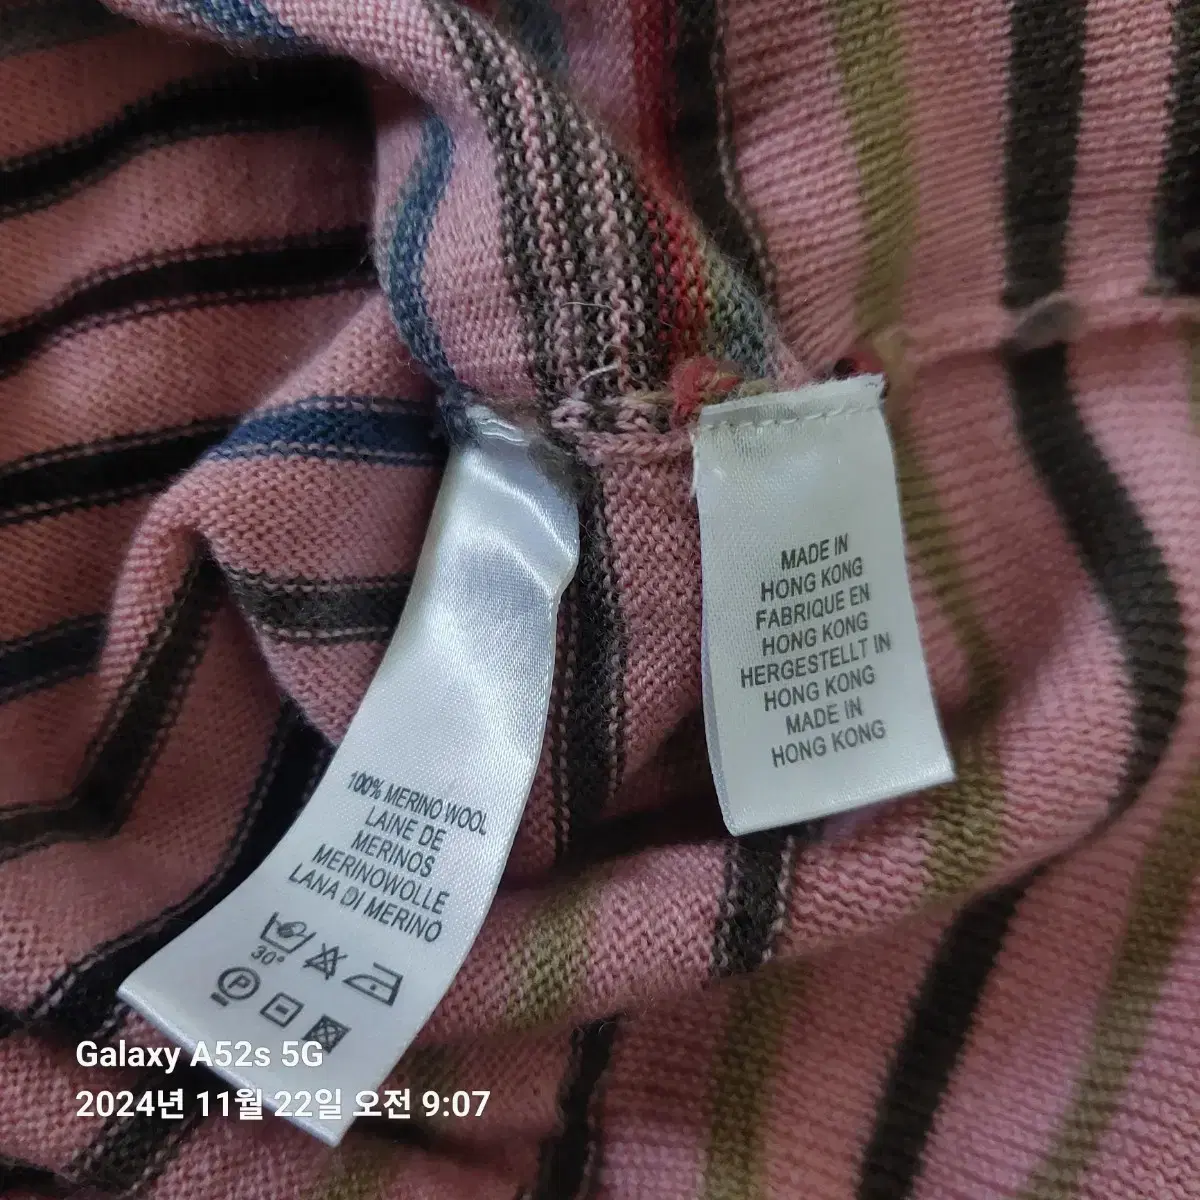 MADE IN
HONG KONG
FABRIQUE EN
HONG KONG
HERGESTELLT IN
HONG KONG
MADE IN
HONG KONG
100% MERINO WOOL
LAINE DE
MERINOS
MERINOWOLLE
LANA DI MERINO
30°
P
Galaxy A52s 5G
2024년 11월 22일 오전 9:07